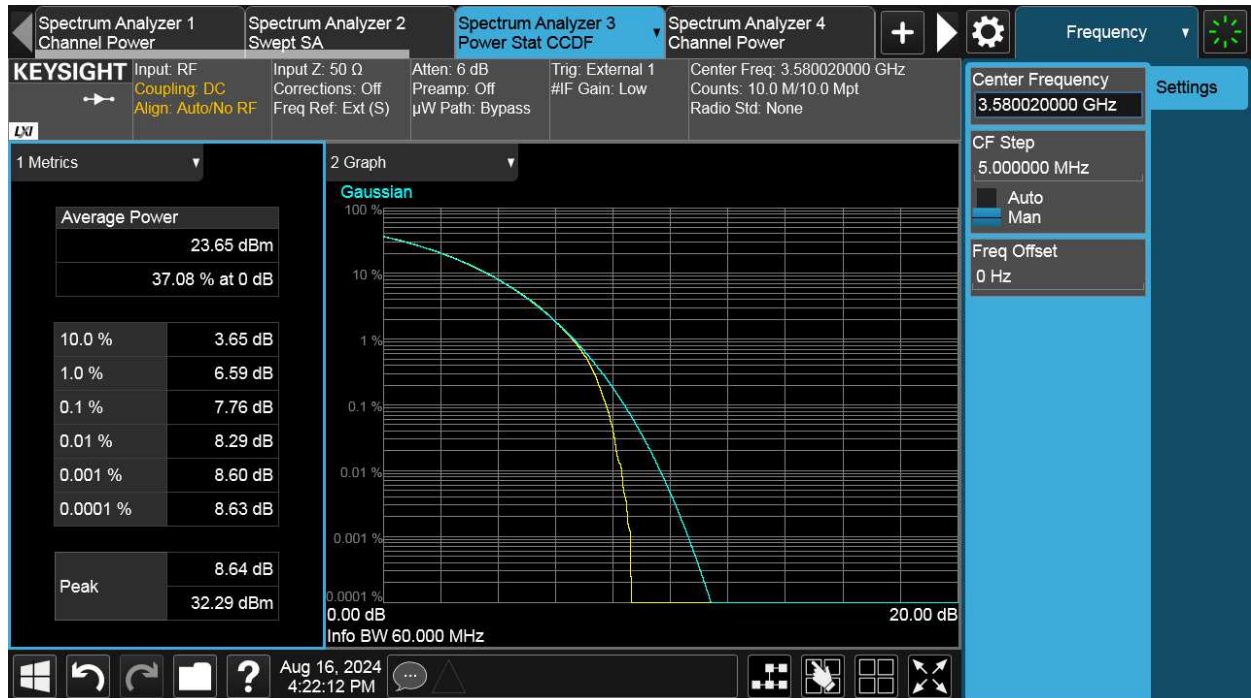 Spectrum Analyzer 1
Channel Power
Spectrum Analyzer 2
Swept SA
Spectrum Analyzer 3
Power Stat CCDF
Spectrum Analyzer 4
Channel Power
+
Frequency
KEYSIGHT
LXI
Input: RF
Coupling: DC
Align: Auto/No RF
Input Z: 50 Ω
Corrections: Off
Freq Ref: Ext (S)
Atten: 6 dB
Preamp: Off
µW Path: Bypass
Trig: External 1
#IF Gain: Low
Center Freq: 3.580020000 GHz
Counts: 10.0 M/10.0 Mpt
Radio Std: None
Center Frequency
3.580020000 GHz
Settings
CF Step
5.000000 MHz
Auto
Man
Freq Offset
0 Hz
1 Metrics
Average Power
23.65 dBm
37.08 % at 0 dB
10.0 % 3.65 dB
1.0 % 6.59 dB
0.1 % 7.76 dB
0.01 % 8.29 dB
0.001 % 8.60 dB
0.0001 % 8.63 dB
Peak
8.64 dB
32.29 dBm
2 Graph
Gaussian
100 %
10 %
1 %
0.1 %
0.01 %
0.001 %
0.0001 %
0.00 dB 20.00 dB
Info BW 60.000 MHz
?
Aug 16, 2024
4:22:12 PM